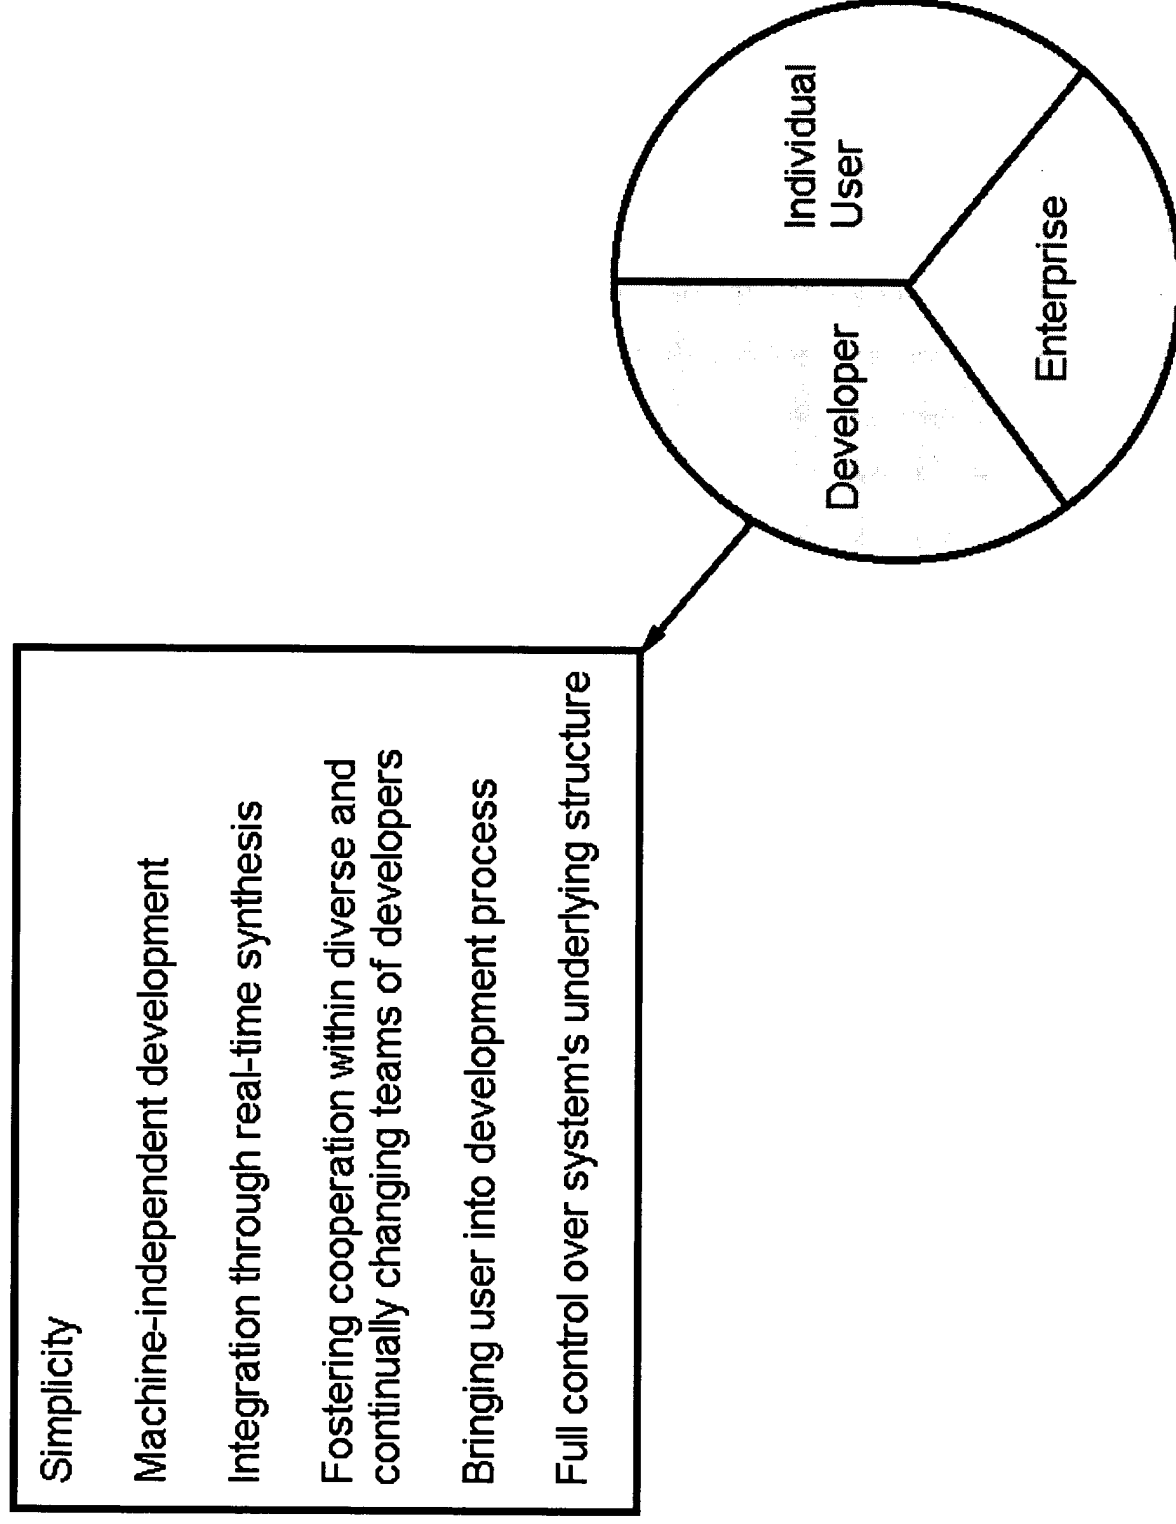 Simplicity
Machine-independent development
Integration through real-time synthesis
Fostering cooperation within diverse and
continually changing teams of developers
Bringing user into development process
Full control over system's underlying structure
Developer
Individual
User
Enterprise